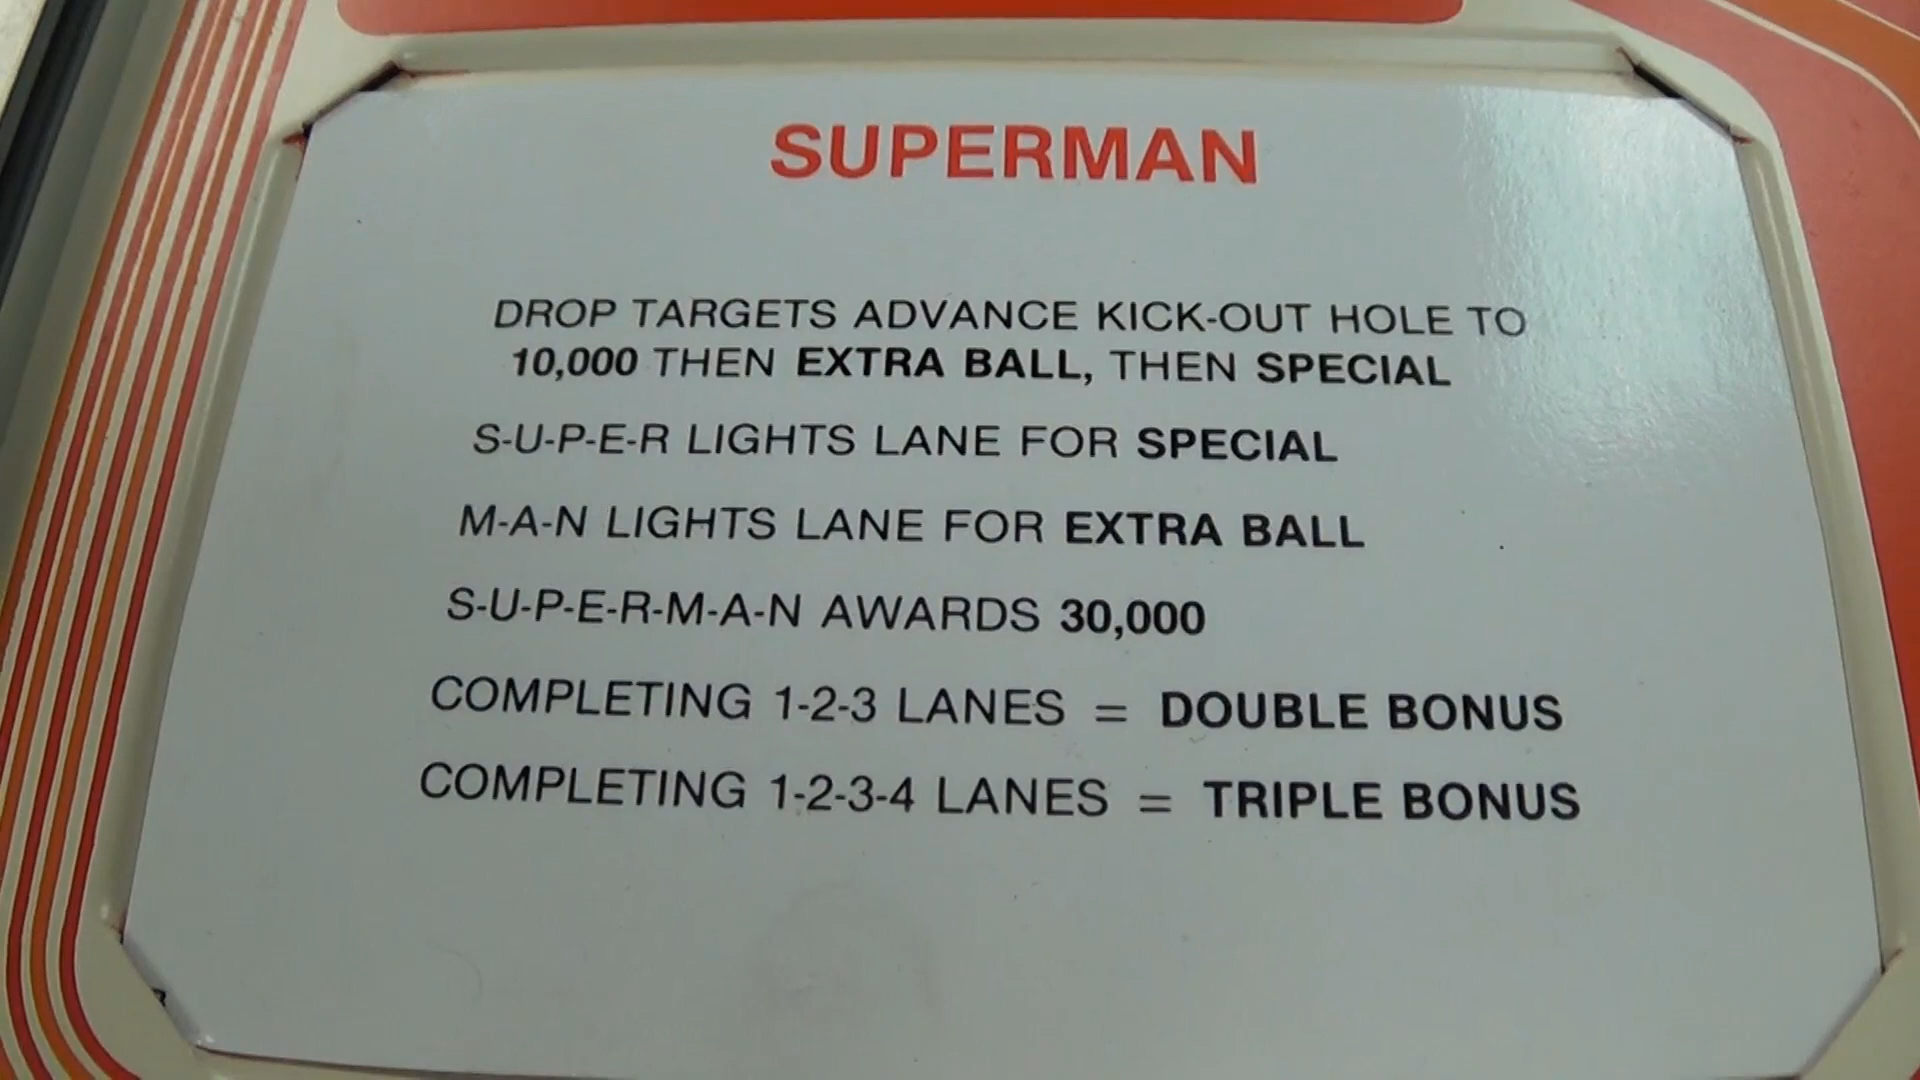 SUPERMAN
DROP TARGETS ADVANCE KICK-OUT HOLE TO
10,000 THEN EXTRA BALL, THEN SPECIAL
S-U-P-E-R LIGHTS LANE FOR SPECIAL
M-A-N LIGHTS LANE FOR EXTRA BALL
S-U-P-E-R-M-A-N AWARDS 30,000
COMPLETING 1-2-3 LANES = DOUBLE BONUS
COMPLETING 1-2-3-4 LANES = TRIPLE BONUS